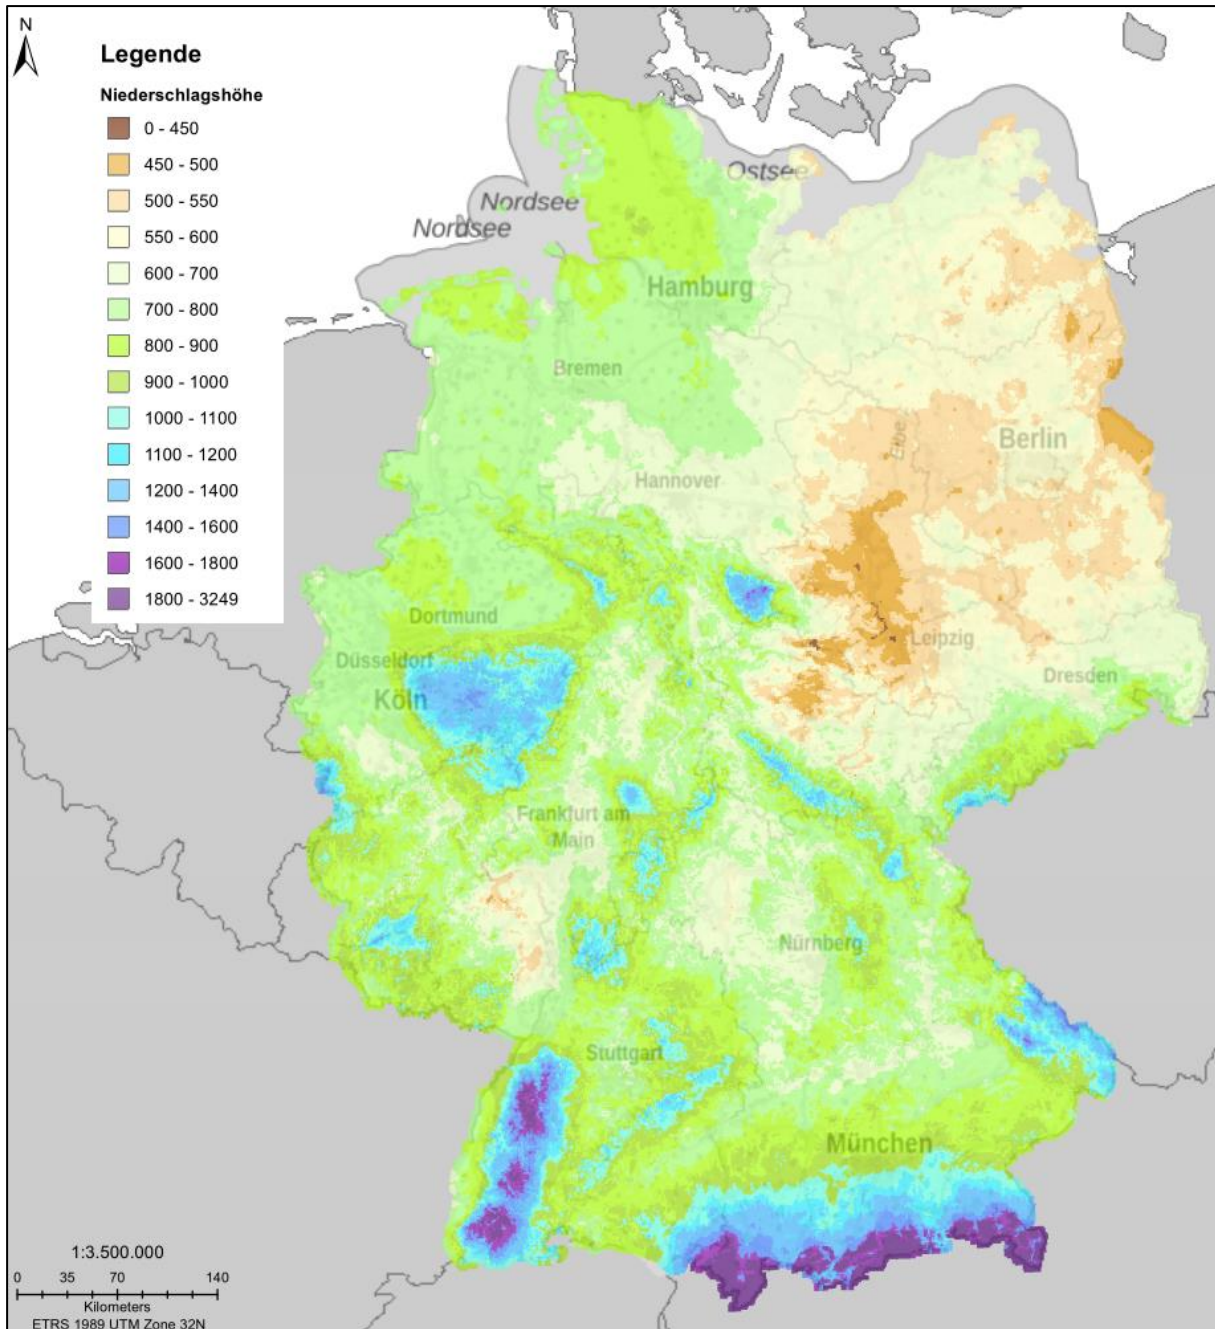 N
Legende
Niederschlagshöhe
0 - 450
450 - 500
500 - 550
550 - 600
600 - 700
700 - 800
800 - 900
900 - 1000
1000 - 1100
1100 - 1200
1200 - 1400
1400 - 1600
1600 - 1800
1800 - 3249
Ostsee
Nordsee
Nordsee
Hamburg
Bremen
Elbe
Berlin
Hannover
Dortmund
Leipzig
Düsseldorf
Dresden
Köln
Frankfurt am
Main
Nürnberg
Stuttgart
München
1:3.500.000
0 35 70 140
Kilometers
ETRS 1989 UTM Zone 32N